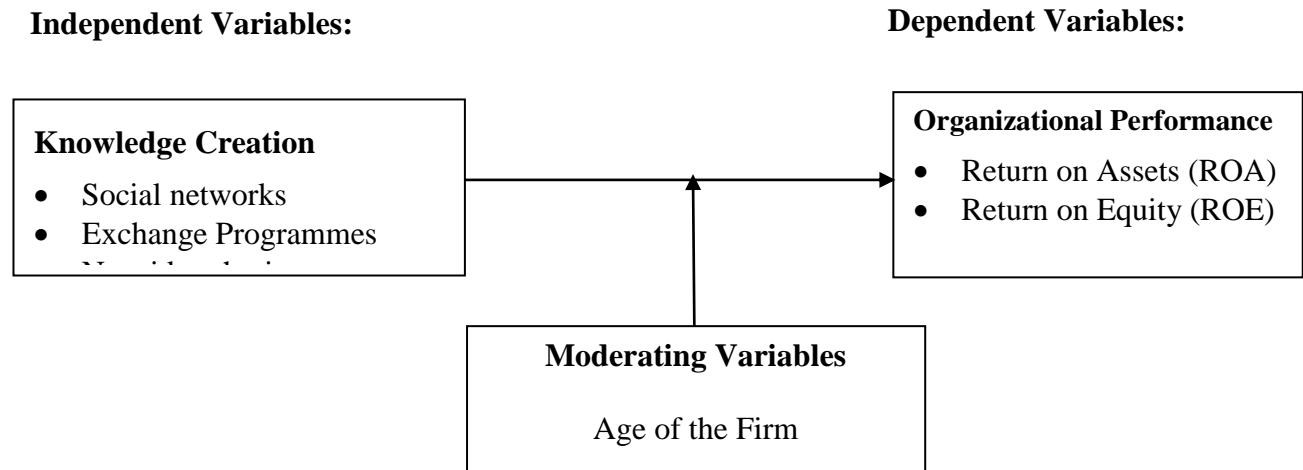 Independent Variables:
Dependent Variables:
Knowledge Creation
• Social networks
• Exchange Programmes
Organizational Performance
• Return on Assets (ROA)
• Return on Equity (ROE)
Moderating Variables
Age of the Firm